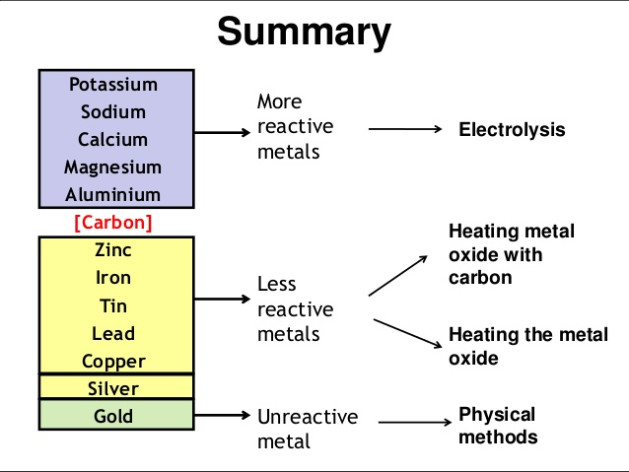 Summary
Potassium
Sodium
Calcium
Magnesium
Aluminium
[Carbon]
Zinc
Iron
Tin
Lead
Copper
Silver
Gold
More
reactive
metals
Electrolysis
Less
reactive
metals
Heating metal
oxide with
carbon
Heating the metal
oxide
Unreactive
metal
Physical
methods